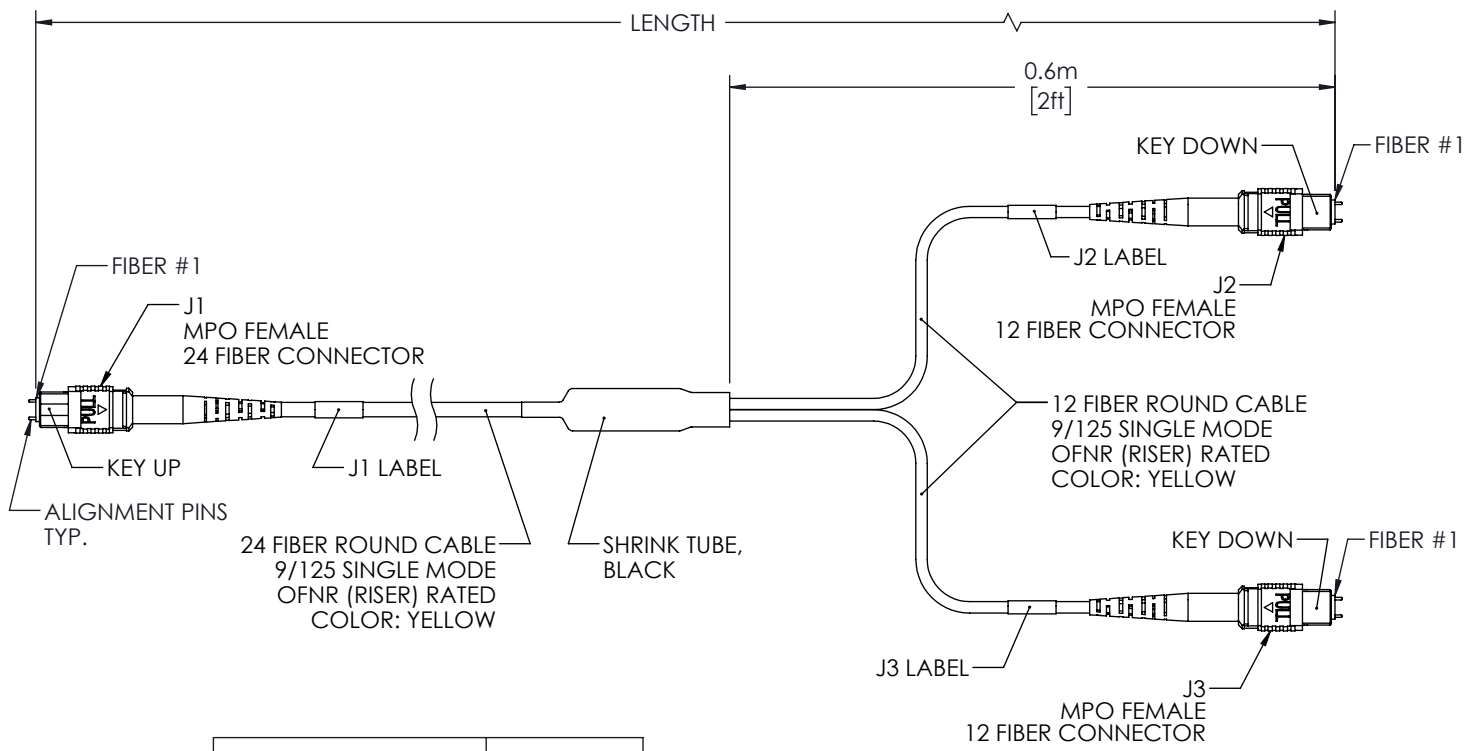 LENGTH
0.6m
[2ft]
KEY DOWN
FIBER #1
PULL
J2 LABEL
J2
MPO FEMALE
12 FIBER CONNECTOR
FIBER #1
J1
MPO FEMALE
24 FIBER CONNECTOR
PULL
KEY UP
J1 LABEL
ALIGNMENT PINS
TYP.
24 FIBER ROUND CABLE
9/125 SINGLE MODE
OFNR (RISER) RATED
COLOR: YELLOW
SHRINK TUBE,
BLACK
12 FIBER ROUND CABLE
9/125 SINGLE MODE
OFNR (RISER) RATED
COLOR: YELLOW
KEY DOWN
FIBER #1
PULL
J3 LABEL
J3
MPO FEMALE
12 FIBER CONNECTOR